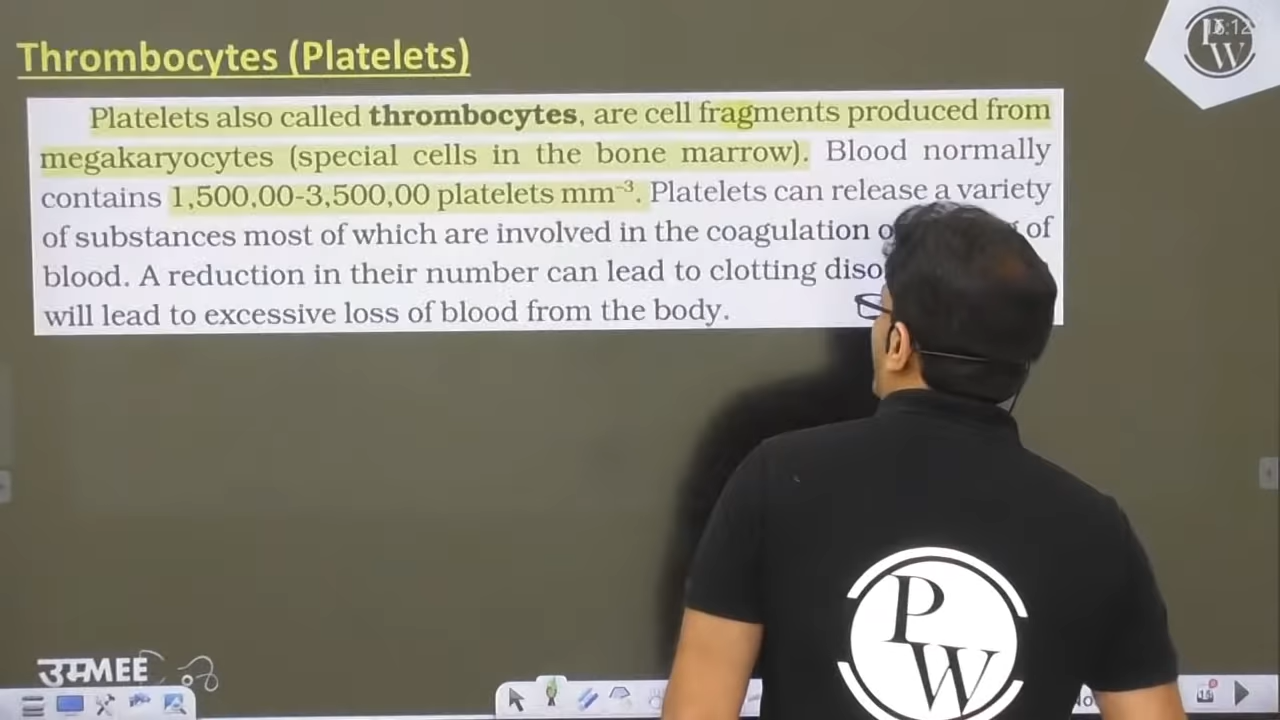 Thrombocytes (Platelets)
Platelets also called thrombocytes, are cell fragments produced from
megakaryocytes (special cells in the bone marrow). Blood normally
contains 1,500,00-3,500,00 platelets mm⁻³. Platelets can release a variety
of substances most of which are involved in the coagulation of
blood. A reduction in their number can lead to clotting
will lead to excessive loss of blood from the body.
PW
PW
उम्MEE